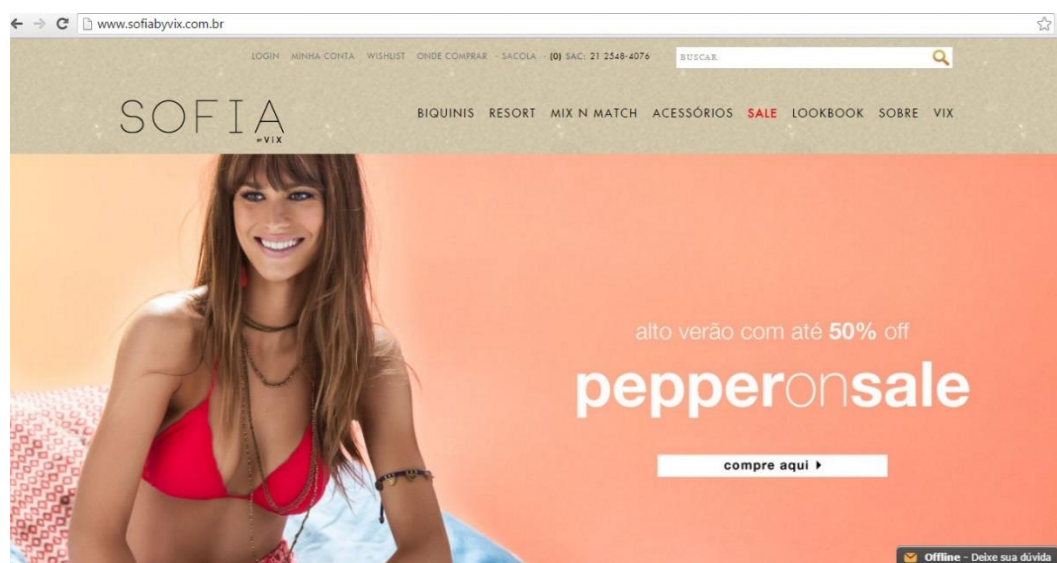 www.sofiabyvix.com.br
LOGIN MINHA CONTA WISHLIST ONDE COMPRAR - SACOLA - (0) SAC: 21 2548-4076 BUSCAR
SOFIA
BY VIX
BIQUINIS RESORT MIX N MATCH ACESSÓRIOS SALE LOOKBOOK SOBRE VIX
alto verão com até 50% off
pepperonsale
compre aqui
Offline - Deixe sua dúvida